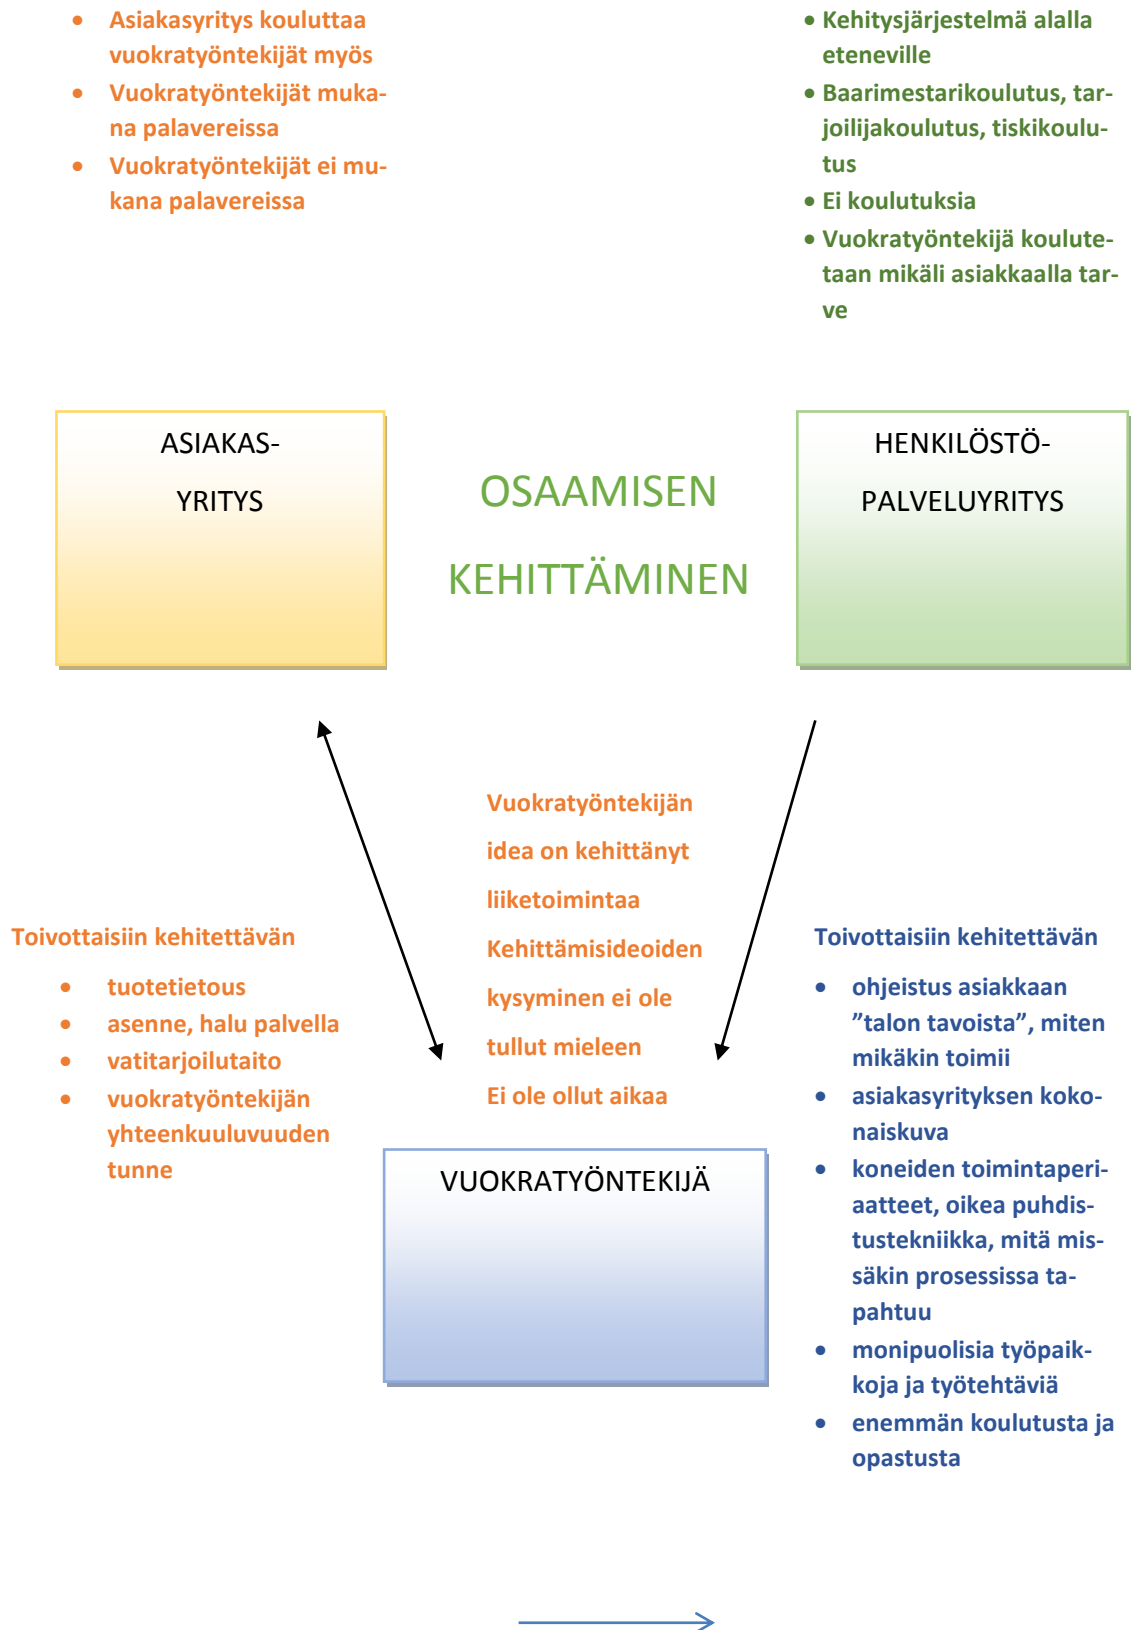 Asiakasyritys kouluttaa
vuokratyöntekijät myös
Vuokratyöntekijät muka-
na palavereissa
Vuokratyöntekijät ei mu-
kana palavereissa
Kehitysjärjestelmä alalla
eteneville
Baarimestarikoulutus, tar-
joilijakoulutus, tiskikoulu-
tus
Ei koulutuksia
Vuokratyöntekijä koulute-
taan mikäli asiakkaalla tar-
ve
ASIAKAS-
YRITYS
OSAAMISEN
KEHITTÄMINEN
HENKILÖSTÖ-
PALVELUYRITYS
Vuokratyöntekijän
idea on kehittänyt
liiketoimintaa
Kehittämisideoiden
kysyminen ei ole
tullut mieleen
Ei ole ollut aikaa
Toivottaisiin kehitettävän
tuotetietous
asenne, halu palvella
vatitarjoilutaito
vuokratyöntekijän
yhteenkuuluvuuden
tunne
Toivottaisiin kehitettävän
ohjeistus asiakkaan
”talon tavoista”, miten
mikäkin toimii
asiakasyrityksen koko-
naiskuva
koneiden toimintaperi-
aatteet, oikea puhdis-
tustekniikka, mitä mis-
säkin prosessissa ta-
pahtuu
monipuolisia työpaik-
koja ja työtehtäviä
enemmän koulutusta ja
opastusta
VUOKRATYÖNTEKIJÄ